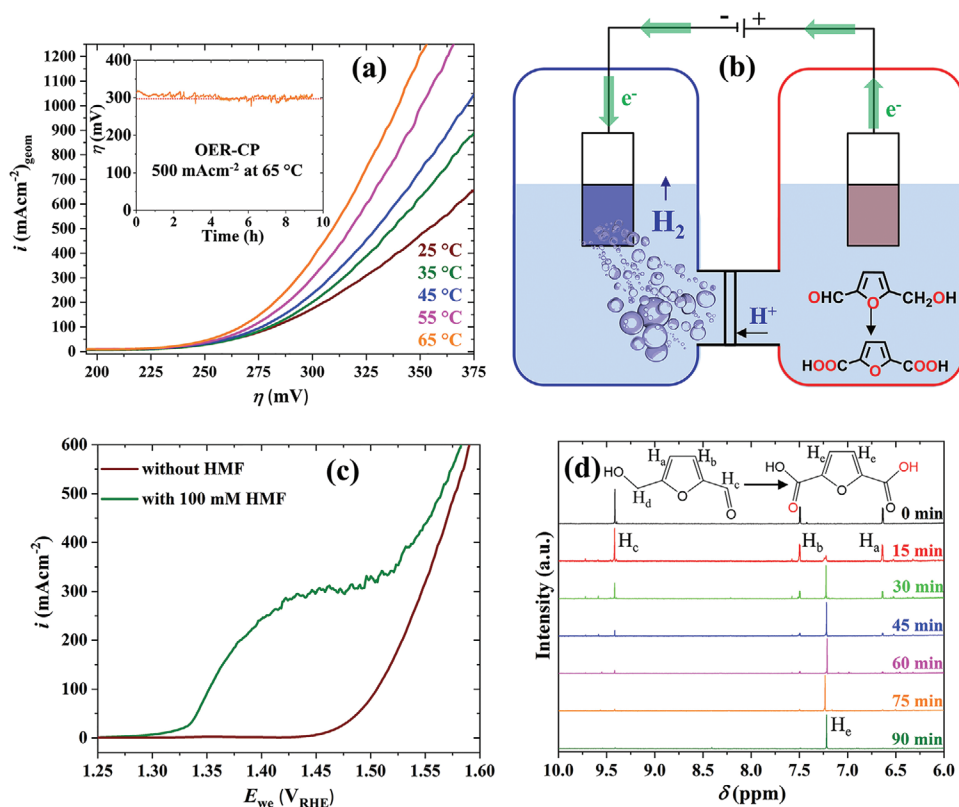 (a)
i (mAcm⁻²)geom
1200
1100
1000
900
800
700
600
500
400
300
200
100
0
200
225
250
275
300
325
350
375
η (mV)
400
300
200
100
0
η (mV)
0
2
4
6
8
10
Time (h)
OER-CP
500 mAcm⁻² at 65 °C
25 °C
35 °C
45 °C
55 °C
65 °C
(b)
- +
e⁻
e⁻
H₂
H⁺
OHC
O
CH₂OH
HOOC
O
COOH
(c)
without HMF
with 100 mM HMF
i (mAcm⁻²)
600
500
400
300
200
100
0
1.25
1.30
1.35
1.40
1.45
1.50
1.55
1.60
E_we (V_RHE)
(d)
HO
Ha
Hb
Hc
Hd
O
O
He
He
HO
OH
O
O
O
0 min
Hc
Hb
Ha
15 min
30 min
45 min
60 min
75 min
He
90 min
Intensity (a.u.)
10.0
9.5
9.0
8.5
8.0
7.5
7.0
6.5
6.0
δ (ppm)